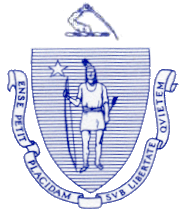 ENSE PETIT
PLACIDAM
SVB LIBERTATE
QVIETEM